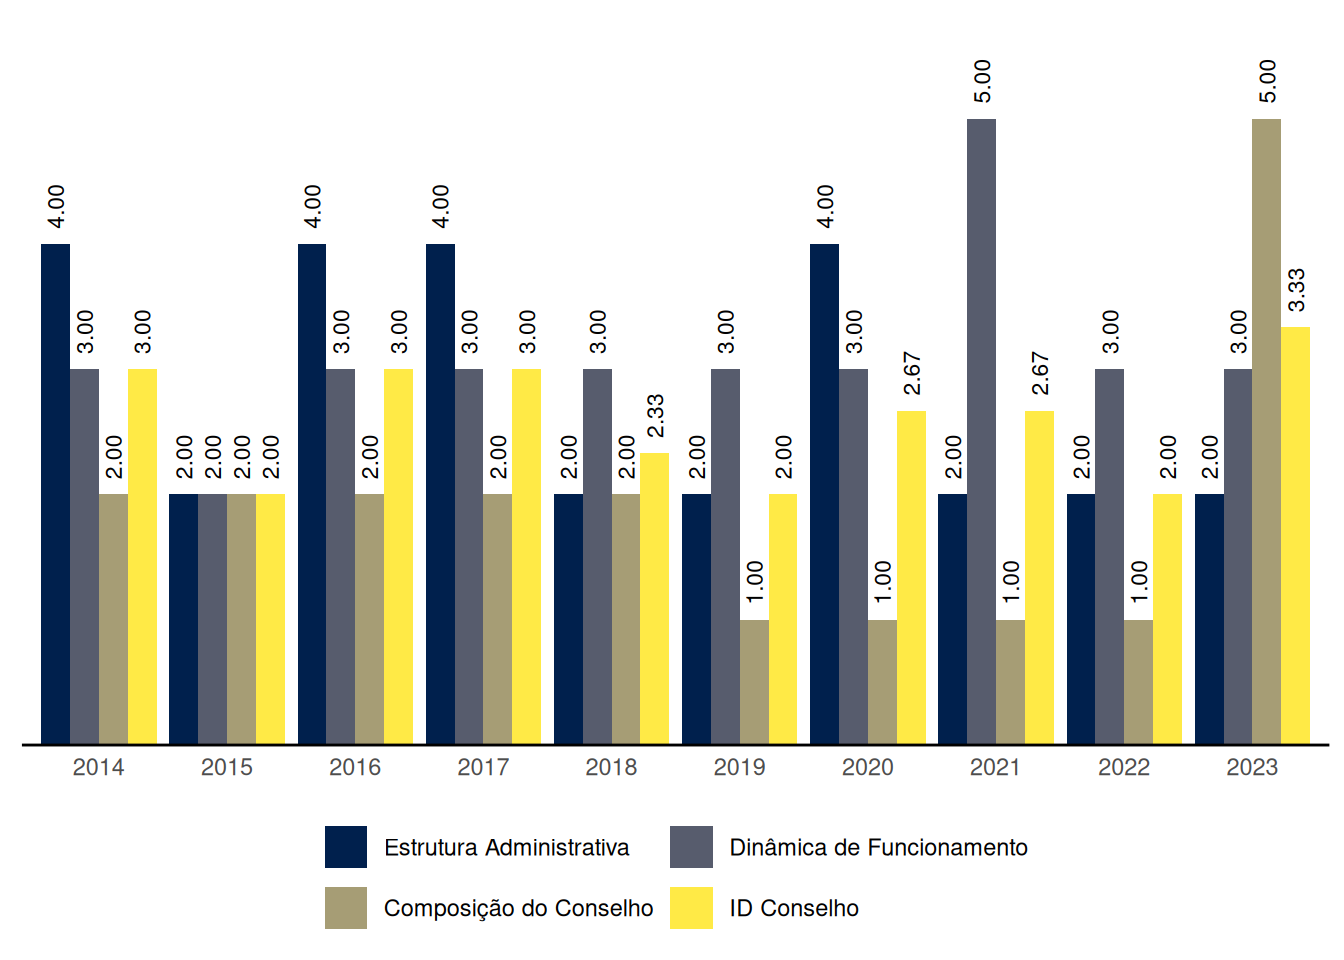 4.00 3.00 2.00 3.00
2.00 2.00 2.00 2.00
4.00 3.00 2.00 3.00
4.00 3.00 2.00 3.00
2.00 3.00 2.00 2.33
2.00 3.00 1.00 2.00
4.00 3.00 1.00 2.67
2.00 5.00 1.00 2.67
2.00 3.00 1.00 2.00
2.00 3.00 5.00 3.33
2014 2015 2016 2017 2018 2019 2020 2021 2022 2023
Estrutura Administrativa Dinâmica de Funcionamento
Composição do Conselho ID Conselho